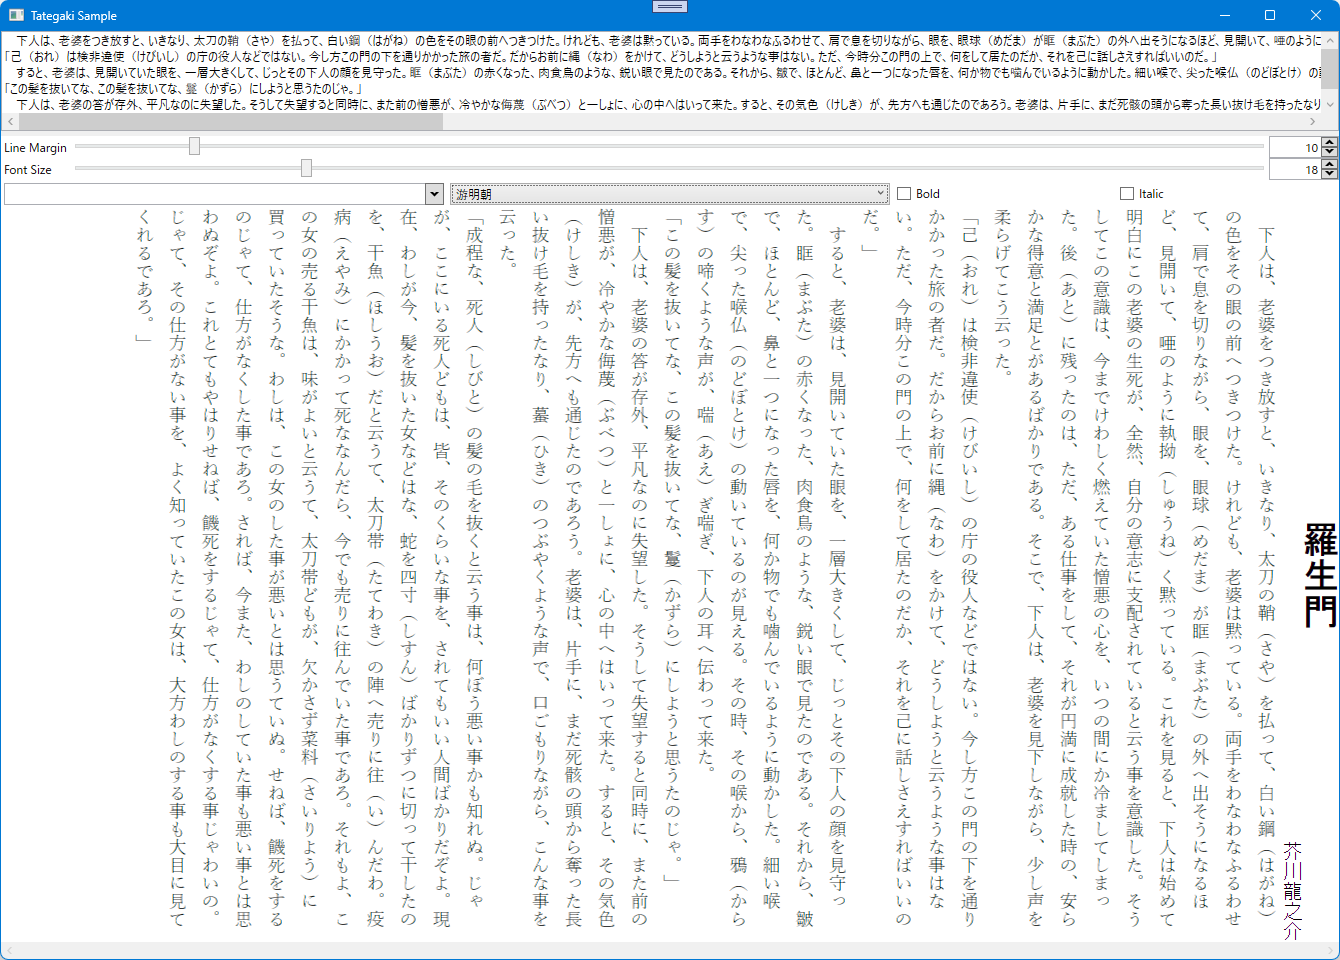 Tategaki Sample
　下人は、老婆をつき放すと、いきなり、太刀の鞘（さや）を払って、白い鋼（はがね）の色をその眼の前へつきつけた。けれども、老婆は黙っている。両手をわなわなふるわせて、肩で息を切りながら、眼を、眼球（めだま）が眶（まぶた）の外へ出そうになるほど、見開いて、唖のように
「己（おれ）は検非違使（けびいし）の庁の役人などではない。今し方この門の下を通りかかった旅の者だ。だからお前に縄（なわ）をかけて、どうしようと云うような事はない。ただ、今時分この門の上で、何をして居たのだか、それを己に話しさえすればいいのだ。」
　すると、老婆は、見開いていた眼を、一層大きくして、じっとその下人の顔を見守った。眶（まぶた）の赤くなった、肉食鳥のような、鋭い眼で見たのである。それから、皺で、ほとんど、鼻と一つになった唇を、何か物でも噛んでいるように動かした。細い喉で、尖った喉仏（のどぼとけ）の
「この髪を抜いてな、この髪を抜いてな、鬘（かずら）にしようと思うたのじゃ。」
　下人は、老婆の答が存外、平凡なのに失望した。そうして失望すると同時に、また前の憎悪が、冷やかな侮蔑（ぶべつ）と一しょに、心の中へはいって来た。すると、その気色（けしき）が、先方へも通じたのであろう。老婆は、片手に、まだ死骸の頭から奪った長い抜け毛を持ったなり
Line Margin
10
Font Size
18
游明朝
Bold
Italic
羅生門
芥川龍之介
　下人は、老婆をつき放すと、いきなり、太刀の鞘（さや）を払って、白い鋼（はがね）
の色をその眼の前へつきつけた。けれども、老婆は黙っている。両手をわなわなふるわせ
て、肩で息を切りながら、眼を、眼球（めだま）が眶（まぶた）の外へ出そうになるほ
ど、見開いて、唖のように執拗（しゅうね）く黙っている。これを見ると、下人は始めて
明白にこの老婆の生死が、全然、自分の意志に支配されていると云う事を意識した。そう
してこの意識は、今までけわしく燃えていた憎悪の心を、いつの間にか冷ましてしまっ
た。後（あと）に残ったのは、ただ、ある仕事をして、それが円満に成就した時の、安ら
かな得意と満足とがあるばかりである。そこで、下人は、老婆を見下しながら、少し声を
柔らげてこう云った。
「己（おれ）は検非違使（けびいし）の庁の役人などではない。今し方この門の下を通り
かかった旅の者だ。だからお前に縄（なわ）をかけて、どうしようと云うような事はな
い。ただ、今時分この門の上で、何をして居たのだか、それを己に話しさえすればいいの
だ。」
　すると、老婆は、見開いていた眼を、一層大きくして、じっとその下人の顔を見守っ
た。眶（まぶた）の赤くなった、肉食鳥のような、鋭い眼で見たのである。それから、皺
で、ほとんど、鼻と一つになった唇を、何か物でも噛んでいるように動かした。細い喉
で、尖った喉仏（のどぼとけ）の動いているのが見える。その時、その喉から、鴉（から
す）の啼くような声が、喘（あえ）ぎ喘ぎ、下人の耳へ伝わって来た。
「この髪を抜いてな、この髪を抜いてな、鬘（かずら）にしようと思うたのじゃ。」
　下人は、老婆の答が存外、平凡なのに失望した。そうして失望すると同時に、また前の
憎悪が、冷やかな侮蔑（ぶべつ）と一しょに、心の中へはいって来た。すると、その気色
（けしき）が、先方へも通じたのであろう。老婆は、片手に、まだ死骸の頭から奪った長
い抜け毛を持ったなり、蟇（ひき）のつぶやくような声で、口ごもりながら、こんな事を
云った。
「成程な、死人（しびと）の髪の毛を抜くと云う事は、何ぼう悪い事かも知れぬ。じゃ
が、ここにいる死人どもは、皆、そのくらいな事を、されてもいい人間ばかりだぞよ。現
在、わしが今、髪を抜いた女などはな、蛇を四寸（しすん）ばかりずつに切って干したの
を、干魚（ほしうお）だと云うて、太刀帯（たてわき）の陣へ売りに往（い）んだわ。疫
病（えやみ）にかかって死ななんだら、今でも売りに往んでいた事であろ。それもよ、こ
の女の売る干魚は、味がよいと云うて、太刀帯どもが、欠かさず菜料（さいりよう）に
買っていたそうな。わしは、この女のした事が悪いとは思うていぬ。せねば、饑死をする
のじゃて、仕方がなくした事であろ。されば、今また、わしのしていた事も悪い事とは思
わぬぞよ。これとてもやはりせねば、饑死をするじゃて、仕方がなくする事じゃわいの。
じゃて、その仕方がない事を、よく知っていたこの女は、大方わしのする事も大目に見て
くれるであろ。」